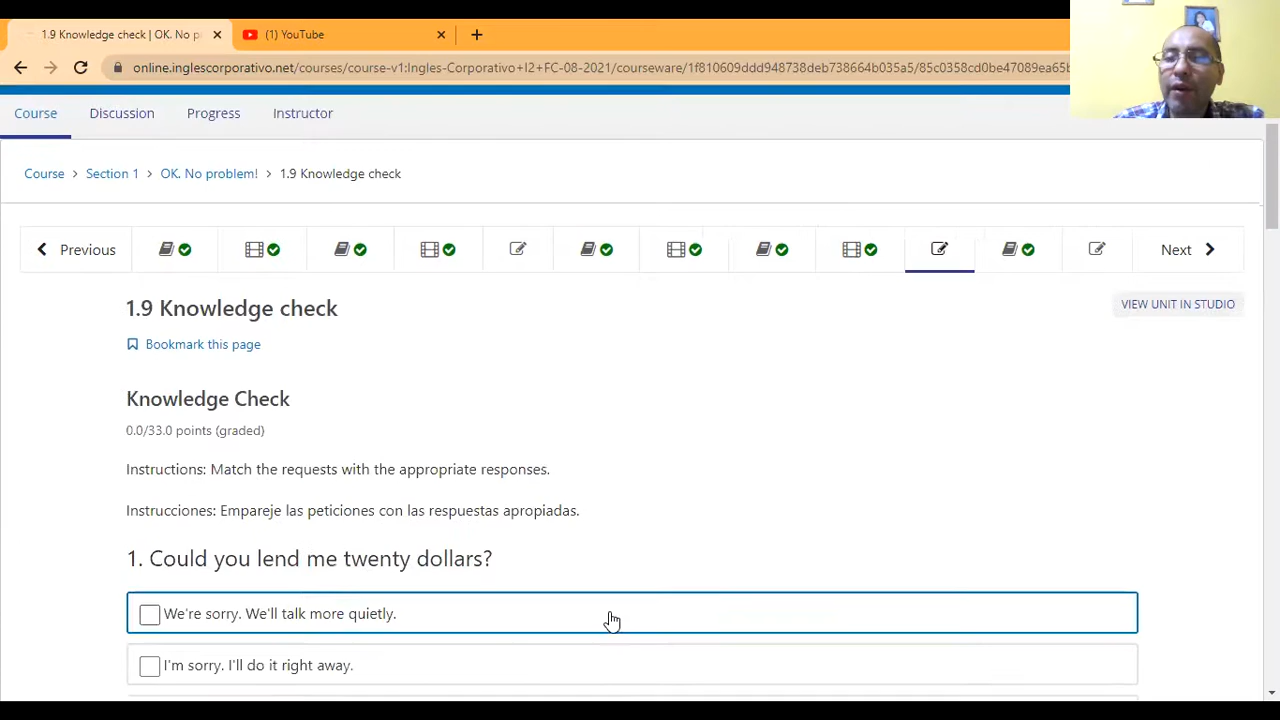 1.9 Knowledge check | OK. No p
(1) YouTube
online.inglescorporativo.net/courses/course-v1:Ingles-Corporativo+I2+FC-08-2021/courseware/1f810609ddd948738deb738664b035a5/85c0358cd0be47089ea65b
Course Discussion Progress Instructor
Course > Section 1 > OK. No problem! > 1.9 Knowledge check
Previous Next
1.9 Knowledge check
VIEW UNIT IN STUDIO
Bookmark this page
Knowledge Check
0.0/33.0 points (graded)
Instructions: Match the requests with the appropriate responses.
Instrucciones: Empareje las peticiones con las respuestas apropiadas.
1. Could you lend me twenty dollars?
We're sorry. We'll talk more quietly.
I'm sorry. I'll do it right away.